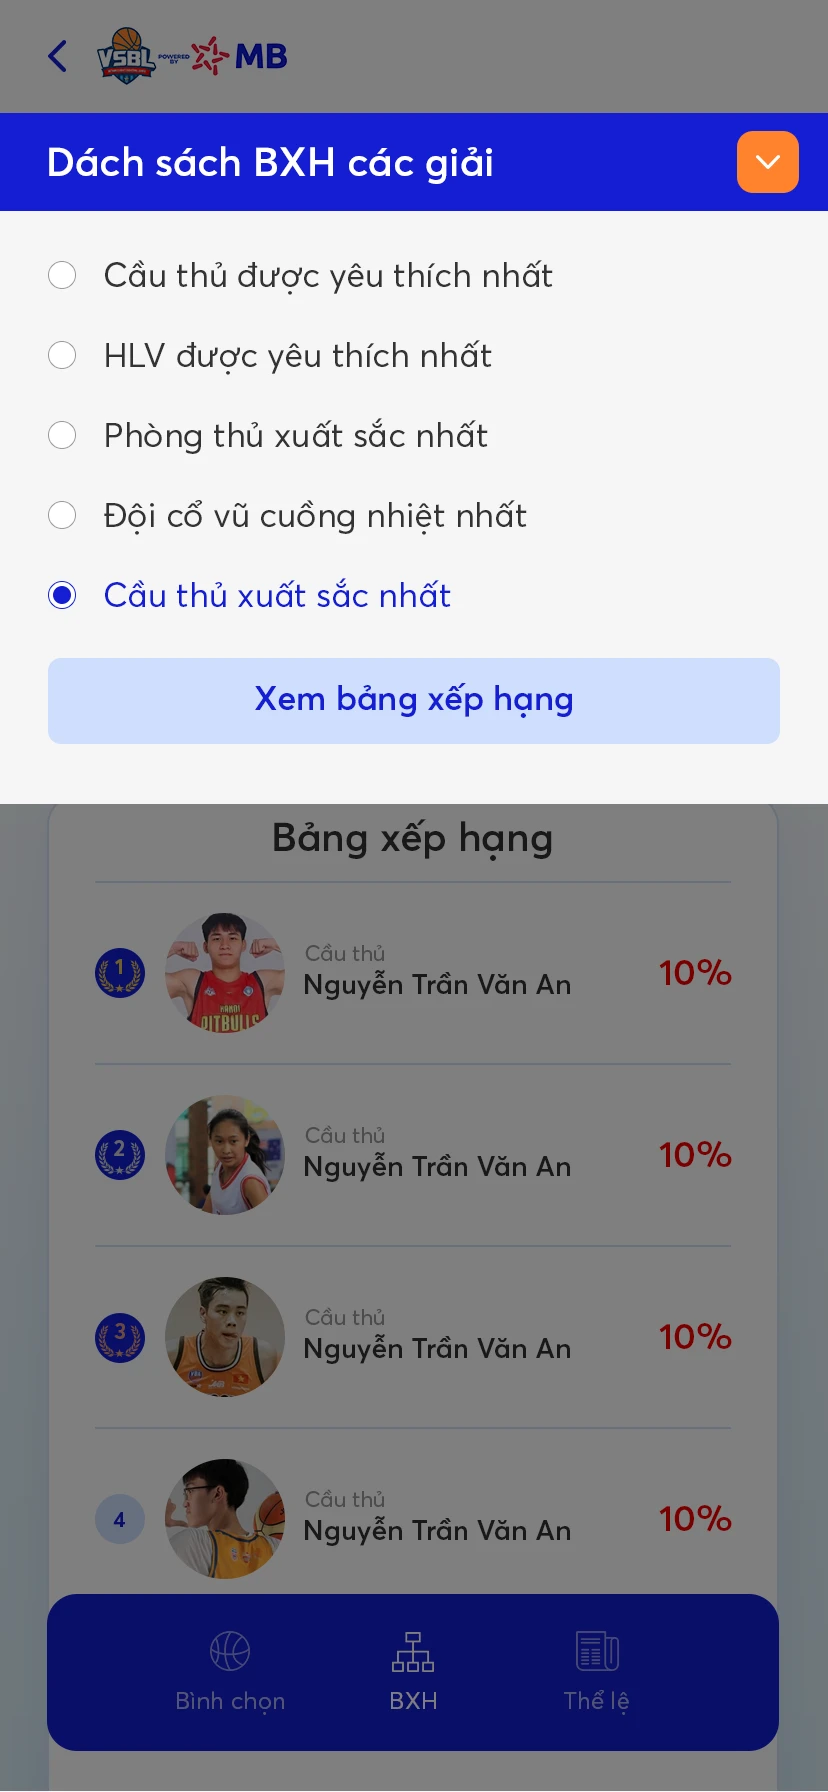 VSBL
POWERED
BY
MB
Dách sách BXH các giải
Cầu thủ được yêu thích nhất
HLV được yêu thích nhất
Phòng thủ xuất sắc nhất
Đội cổ vũ cuồng nhiệt nhất
Cầu thủ xuất sắc nhất
Xem bảng xếp hạng
Bảng xếp hạng
1
HANOI
PITBULLS
Cầu thủ
Nguyễn Trần Văn An
10%
2
Cầu thủ
Nguyễn Trần Văn An
10%
3
Cầu thủ
Nguyễn Trần Văn An
10%
4
Cầu thủ
Nguyễn Trần Văn An
10%
Bình chọn
BXH
Thể lệ